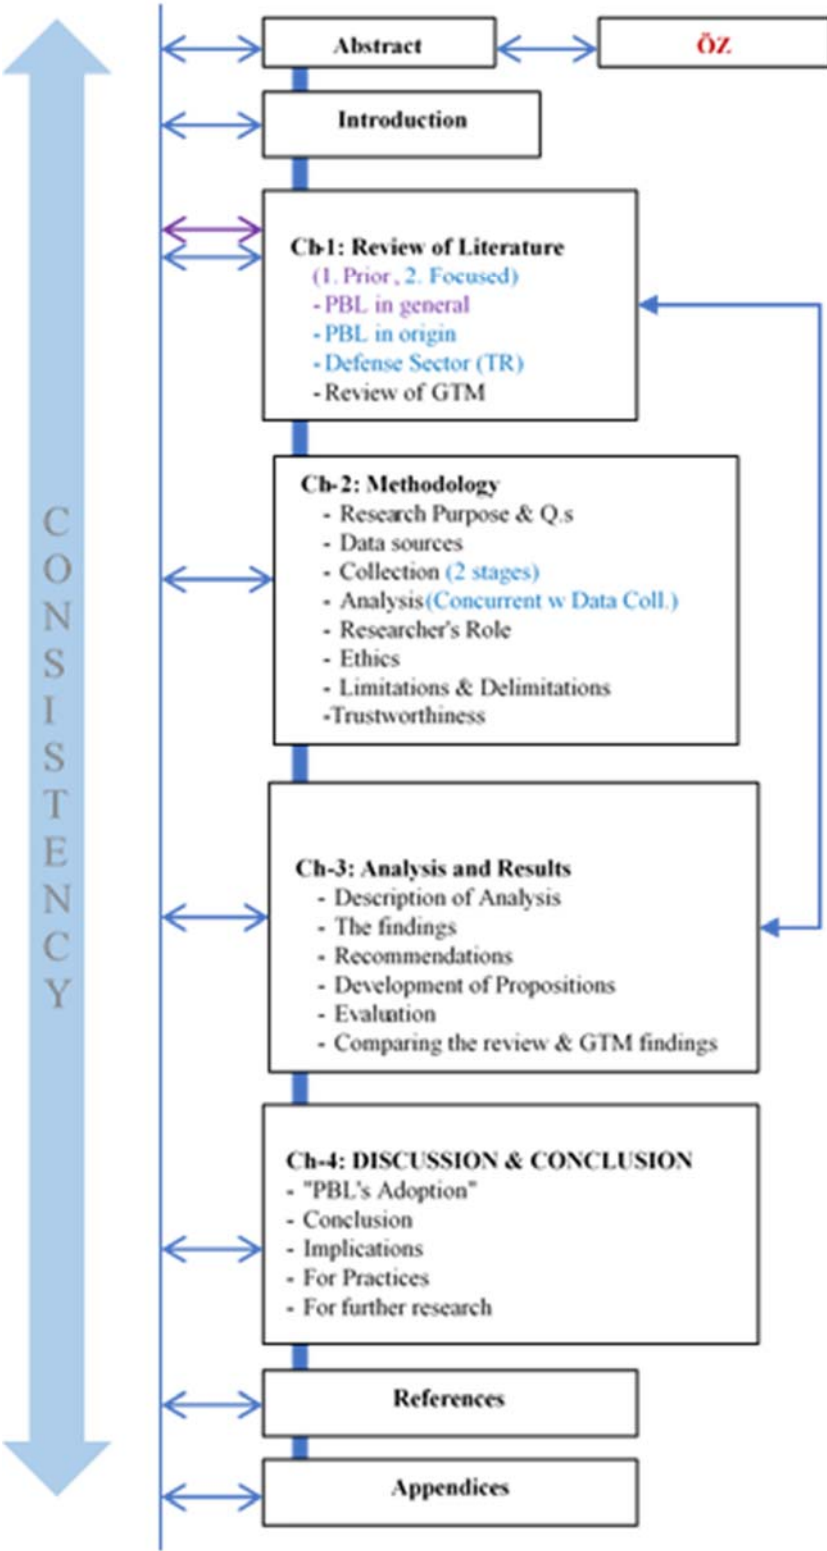 CONSISTENCY
Abstract
ÖZ
Introduction
Ch-1: Review of Literature
(1. Prior, 2. Focused)
- PBL in general
- PBL in origin
- Defense Sector (TR)
- Review of GTM
Ch-2: Methodology
- Research Purpose & Q.s
- Data sources
- Collection (2 stages)
- Analysis(Concurrent w Data Coll.)
- Researcher's Role
- Ethics
- Limitations & Delimitations
-Trustworthiness
Ch-3: Analysis and Results
- Description of Analysis
- The findings
- Recommendations
- Development of Propositions
- Evaluation
- Comparing the review & GTM findings
Ch-4: DISCUSSION & CONCLUSION
- "PBL's Adoption"
- Conclusion
- Implications
- For Practices
- For further research
References
Appendices